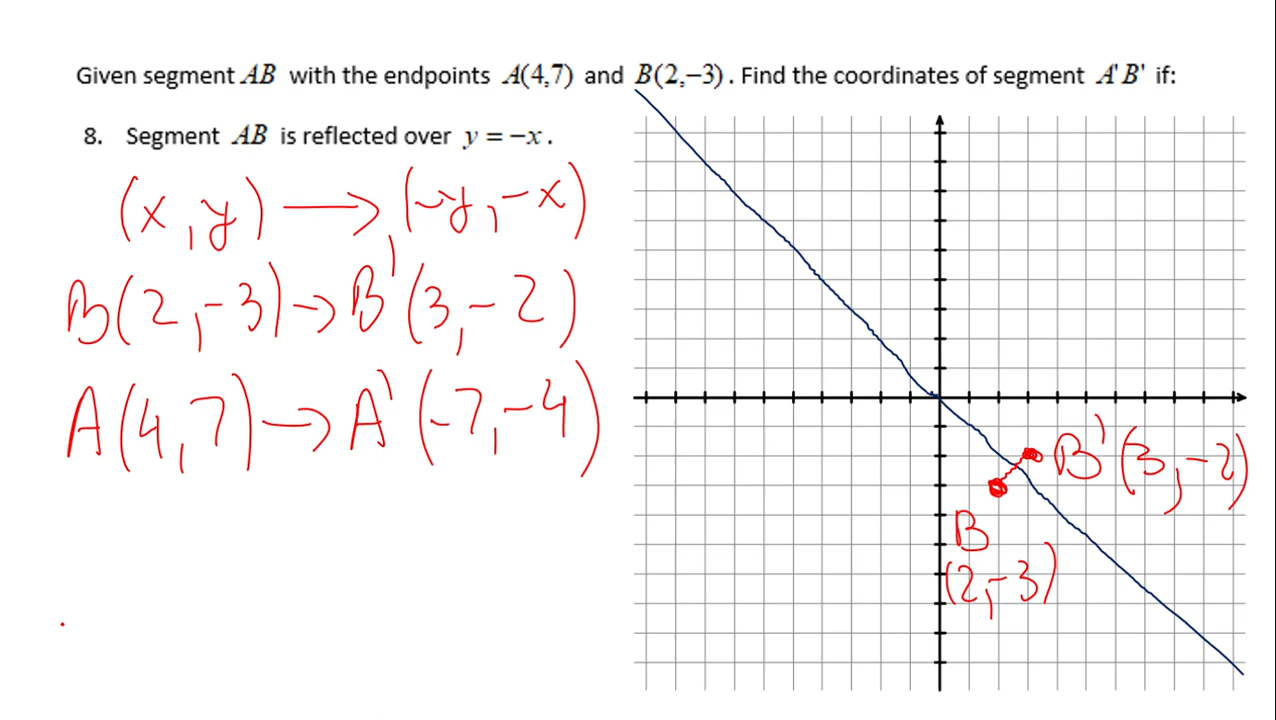 Given segment AB with the endpoints A(4,7) and B(2,−3). Find the coordinates of segment A'B' if:
8. Segment AB is reflected over y = −x.
(x,y) → (-y,-x)
B(2,-3) → B'(3,-2)
A(4,7) → A'(-7,-4)
B'(3,-2)
B
(2,-3)